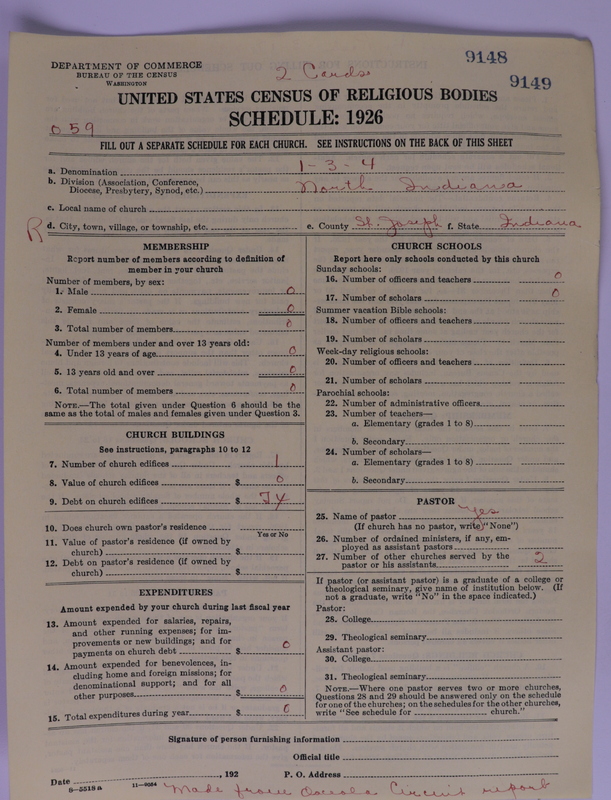 DEPARTMENT OF COMMERCE
BUREAU OF THE CENSUS
WASHINGTON
2 Cards
9148
9149
UNITED STATES CENSUS OF RELIGIOUS BODIES
SCHEDULE: 1926
059
FILL OUT A SEPARATE SCHEDULE FOR EACH CHURCH. SEE INSTRUCTIONS ON THE BACK OF THIS SHEET
a. Denomination 1-3-4
b. Division (Association, Conference,
Diocese, Presbytery, Synod, etc.) North Indiana
c. Local name of church
R d. City, town, village, or township, etc. e. County St. Joseph f. State Indiana
MEMBERSHIP
Report number of members according to definition of
member in your church
Number of members, by sex:
1. Male 0
2. Female 0
3. Total number of members 0
Number of members under and over 13 years old:
4. Under 13 years of age 0
5. 13 years old and over 0
6. Total number of members 0
NOTE.—The total given under Question 6 should be the
same as the total of males and females given under Question 3.
CHURCH BUILDINGS
See instructions, paragraphs 10 to 12
7. Number of church edifices 1
8. Value of church edifices $ 0
9. Debt on church edifices $
10. Does church own pastor's residence
Yes or No
11. Value of pastor's residence (if owned by
church) $
12. Debt on pastor's residence (if owned by
church) $
EXPENDITURES
Amount expended by your church during last fiscal year
13. Amount expended for salaries, repairs,
and other running expenses; for im-
provements or new buildings; and for
payments on church debt $ 0
14. Amount expended for benevolences, in-
cluding home and foreign missions; for
denominational support; and for all
other purposes $ 0
15. Total expenditures during year $ 0
CHURCH SCHOOLS
Report here only schools conducted by this church
Sunday schools:
16. Number of officers and teachers 0
17. Number of scholars 0
Summer vacation Bible schools:
18. Number of officers and teachers
19. Number of scholars
Week-day religious schools:
20. Number of officers and teachers
21. Number of scholars
Parochial schools:
22. Number of administrative officers
23. Number of teachers—
a. Elementary (grades 1 to 8)
b. Secondary
24. Number of scholars—
a. Elementary (grades 1 to 8)
b. Secondary
PASTOR
25. Name of pastor yes
(If church has no pastor, write "None")
26. Number of ordained ministers, if any, em-
ployed as assistant pastors
27. Number of other churches served by the
pastor or his assistants 2
If pastor (or assistant pastor) is a graduate of a college or
theological seminary, give name of institution below. (If
not a graduate, write "No" in the space indicated.)
Pastor:
28. College
29. Theological seminary
Assistant pastor:
30. College
31. Theological seminary
NOTE.—Where one pastor serves two or more churches,
Questions 28 and 29 should be answered only on the schedule
for one of the churches; on the schedules for the other churches,
write "See schedule for church."
Signature of person furnishing information
Official title
Date , 192 P. O. Address
8-5518a 11-9084 Made from Osceola Circuit report